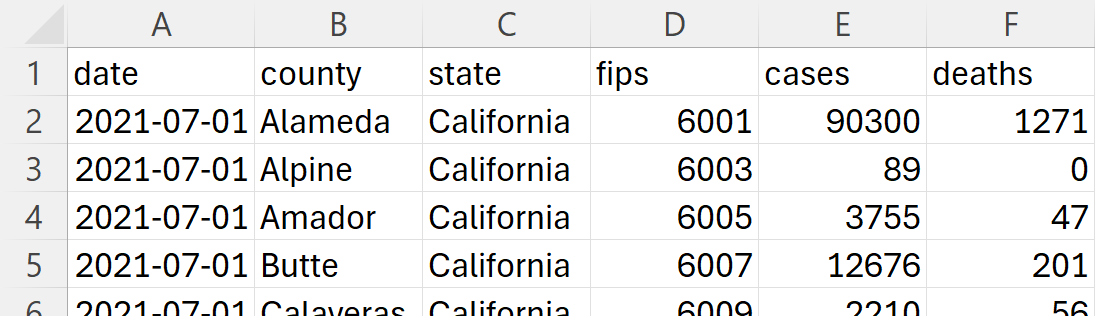 A B C D E F
1 date county state fips cases deaths
2 2021-07-01 Alameda California 6001 90300 1271
3 2021-07-01 Alpine California 6003 89 0
4 2021-07-01 Amador California 6005 3755 47
5 2021-07-01 Butte California 6007 12676 201
6 2021-07-01 Calaveras California 6009 2210 56